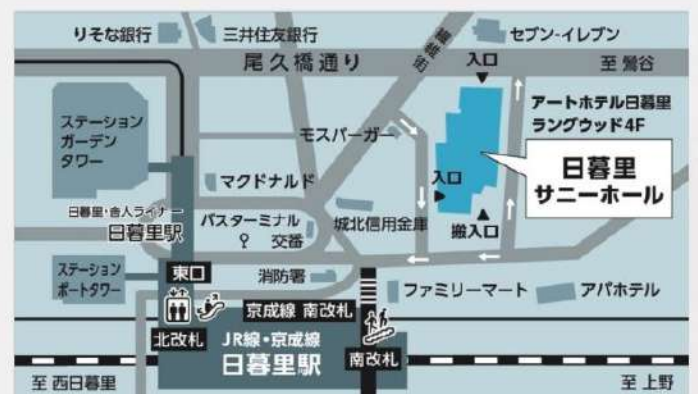 りそな銀行
三井住友銀行
セブン-イレブン
尾久橋通り
繊維街
入口
至 鶯谷
ステーション
ガーデン
タワー
モスバーガー
アートホテル日暮里
ラングウッド4F
日暮里
サニーホール
入口
マクドナルド
日暮里・舎人ライナー
日暮里駅
バスターミナル
交番
城北信用金庫
搬入口
ステーション
ポートタワー
東口
消防署
京成線 南改札
ファミリーマート
アパホテル
北改札
JR線・京成線
日暮里駅
南改札
至 西日暮里
至 上野